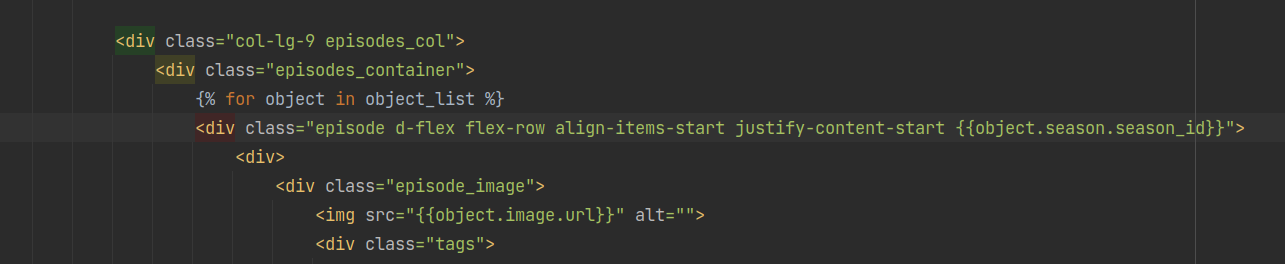 <div class="col-lg-9 episodes_col">
<div class="episodes_container">
{% for object in object_list %}
<div class="episode d-flex flex-row align-items-start justify-content-start {{object.season.season_id}}">
<div>
<div class="episode_image">
<img src="{{object.image.url}}" alt="">
<div class="tags">